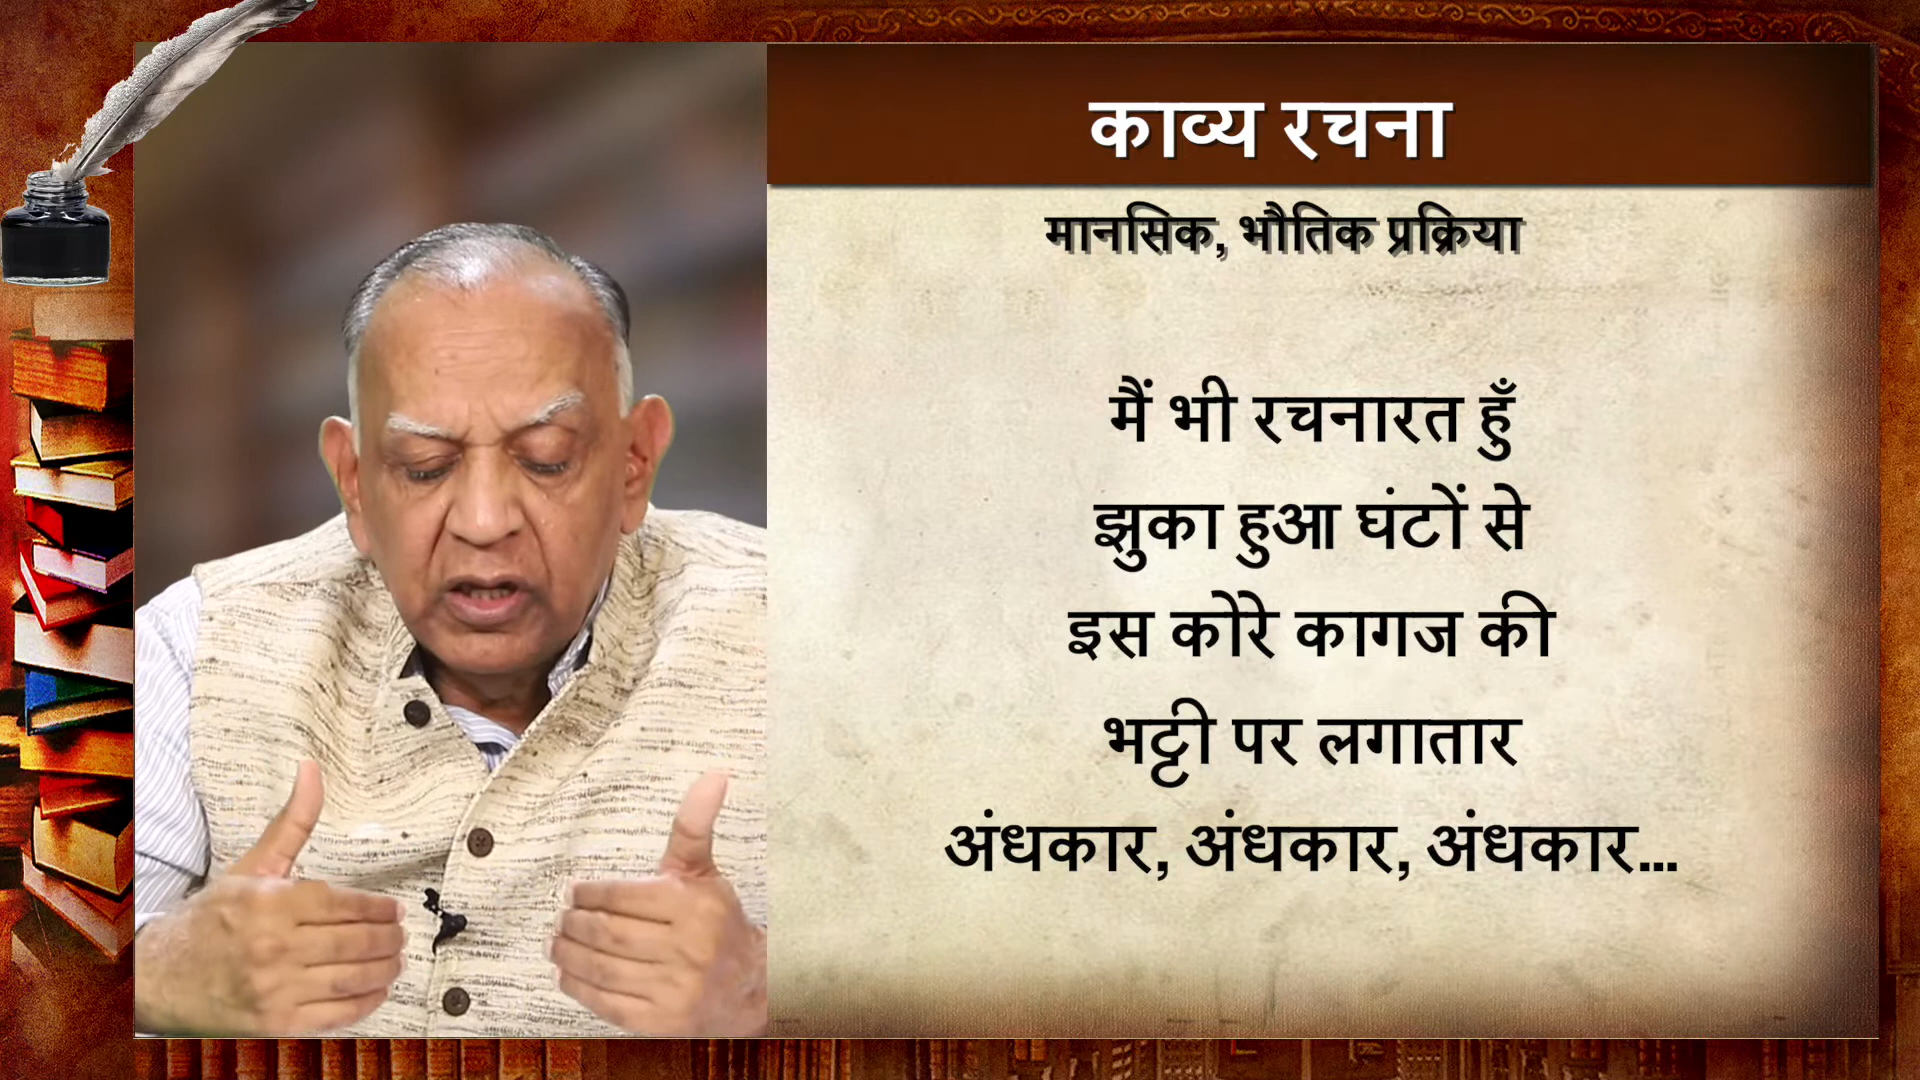 काव्य रचना
मानसिक, भौतिक प्रक्रिया
मैं भी रचनारत हूँ
झुका हुआ घंटों से
इस कोरे कागज की
भट्टी पर लगातार
अंधकार, अंधकार, अंधकार...